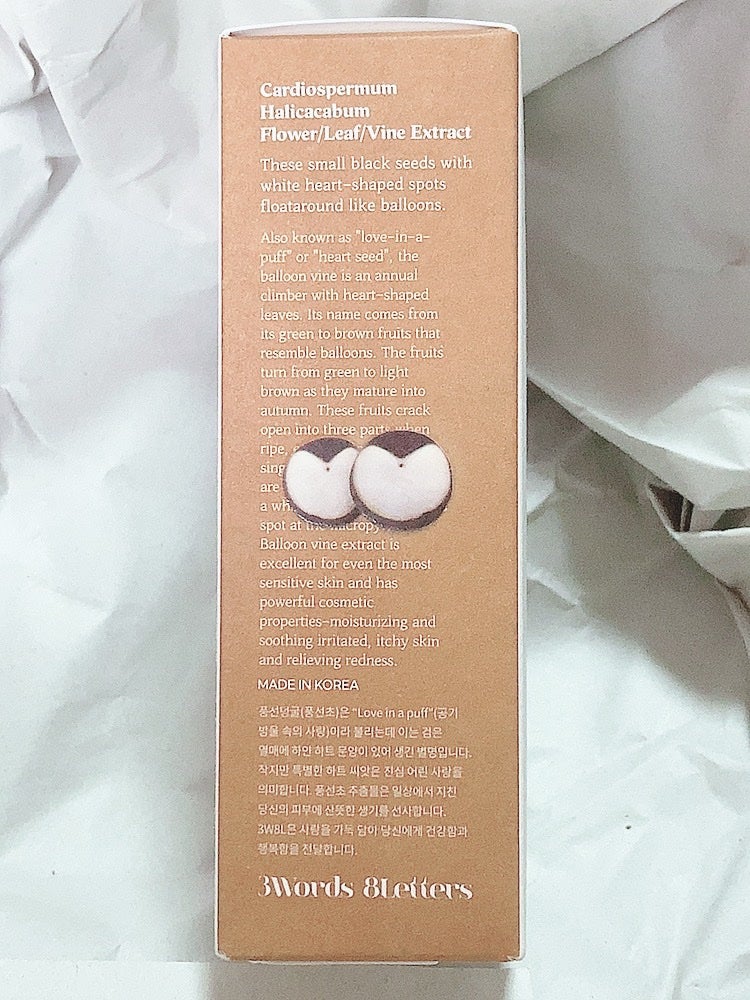 Cardiospermum
Halicacabum
Flower/Leaf/Vine Extract
These small black seeds with
white heart-shaped spots
floataround like balloons.
Also known as "love-in-a-
puff" or "heart seed", the
balloon vine is an annual
climber with heart-shaped
leaves. Its name comes from
its green to brown fruits that
resemble balloons. The fruits
turn from green to light
brown as they mature into
autumn. These fruits crack
open into three parts when
ripe,
are
a
spot at the
Balloon vine extract is
excellent for even the most
sensitive skin and has
powerful cosmetic
properties-moisturizing and
soothing irritated, itchy skin
and relieving redness.
MADE IN KOREA
풍선덩굴(풍선초)은 "Love in a puff"(공기
방울 속의 사랑)이라 불리는데 이는 검은
열매에 하얀 하트 문양이 있어 생긴 별명입니다.
작지만 특별한 하트 씨앗은 진심 어린 사랑을
의미합니다. 풍선초 추출물은 일상에서 지친
당신의 피부에 산뜻한 생기를 선사합니다.
3W8L은 사랑을 가득 담아 당신에게 건강함과
행복함을 전달합니다.
3Words 8Letters